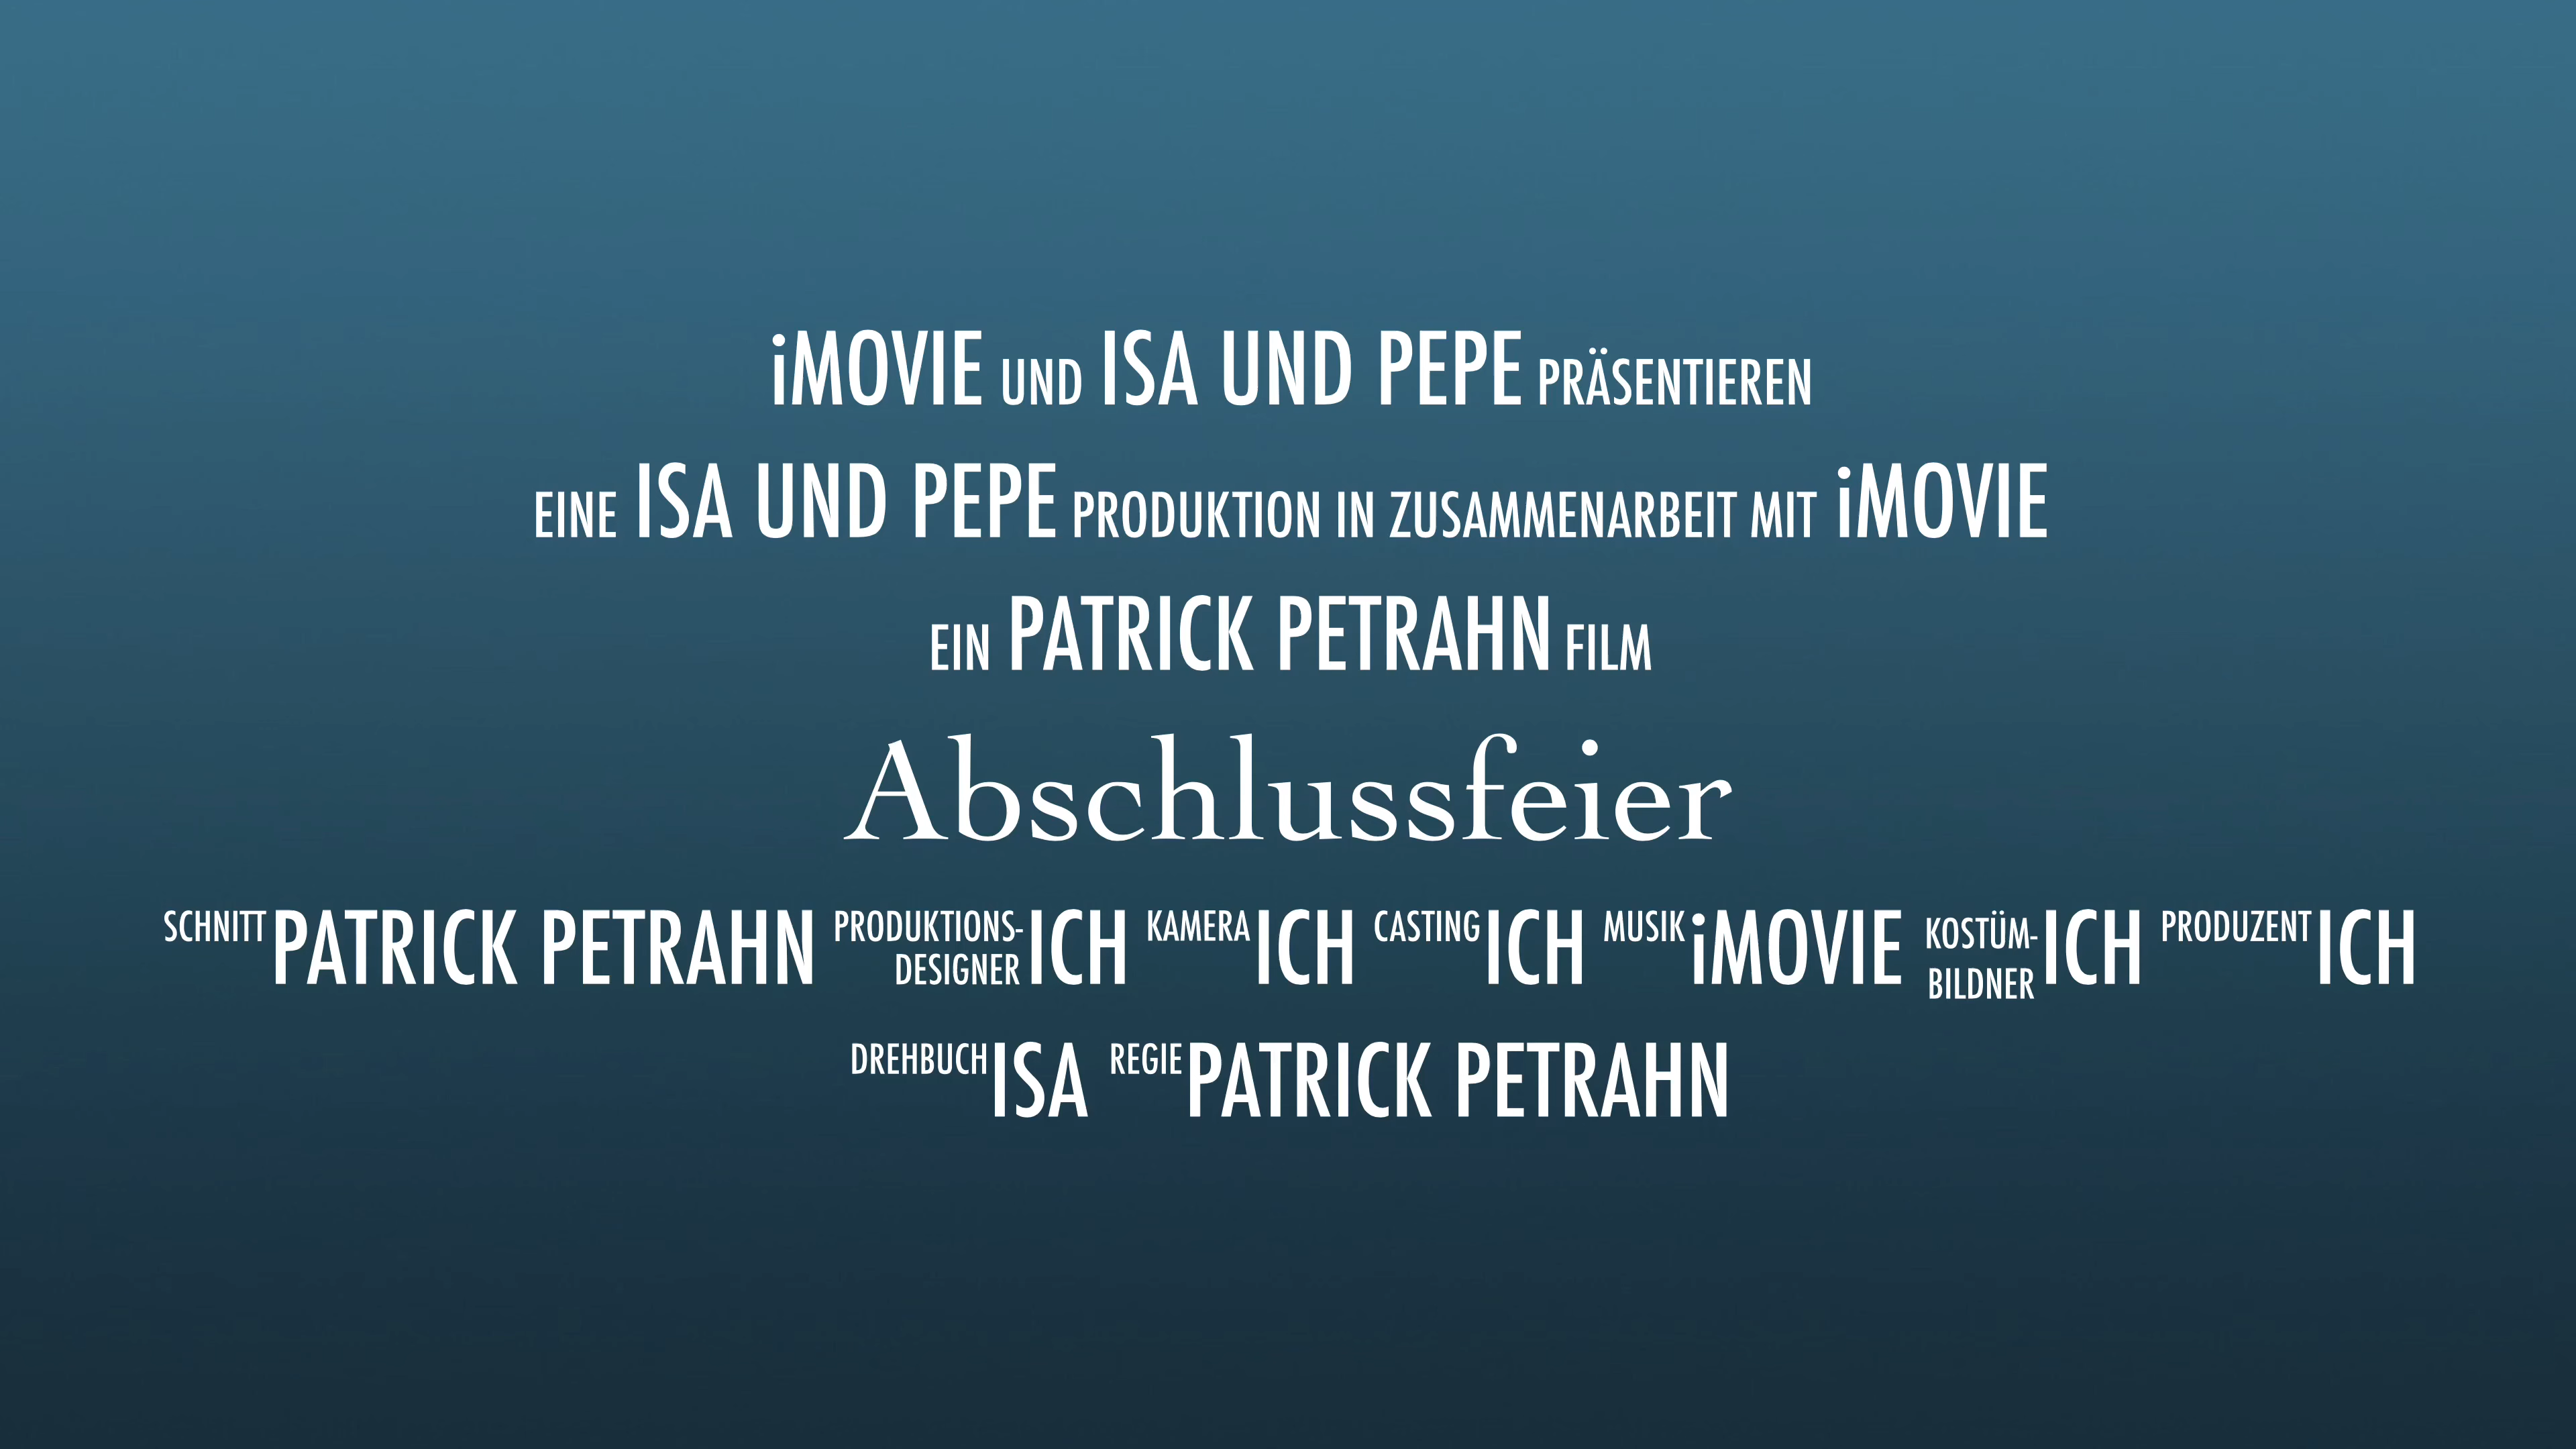 iMOVIE UND ISA UND PEPE PRÄSENTIEREN
EINE ISA UND PEPE PRODUKTION IN ZUSAMMENARBEIT MIT iMOVIE
EIN PATRICK PETRAHN FILM
Abschlussfeier
SCHNITT PATRICK PETRAHN PRODUKTIONS-DESIGNER ICH KAMERA ICH CASTING ICH MUSIK iMOVIE KOSTÜM-BILDNER ICH PRODUZENT ICH
DREHBUCH ISA REGIE PATRICK PETRAHN